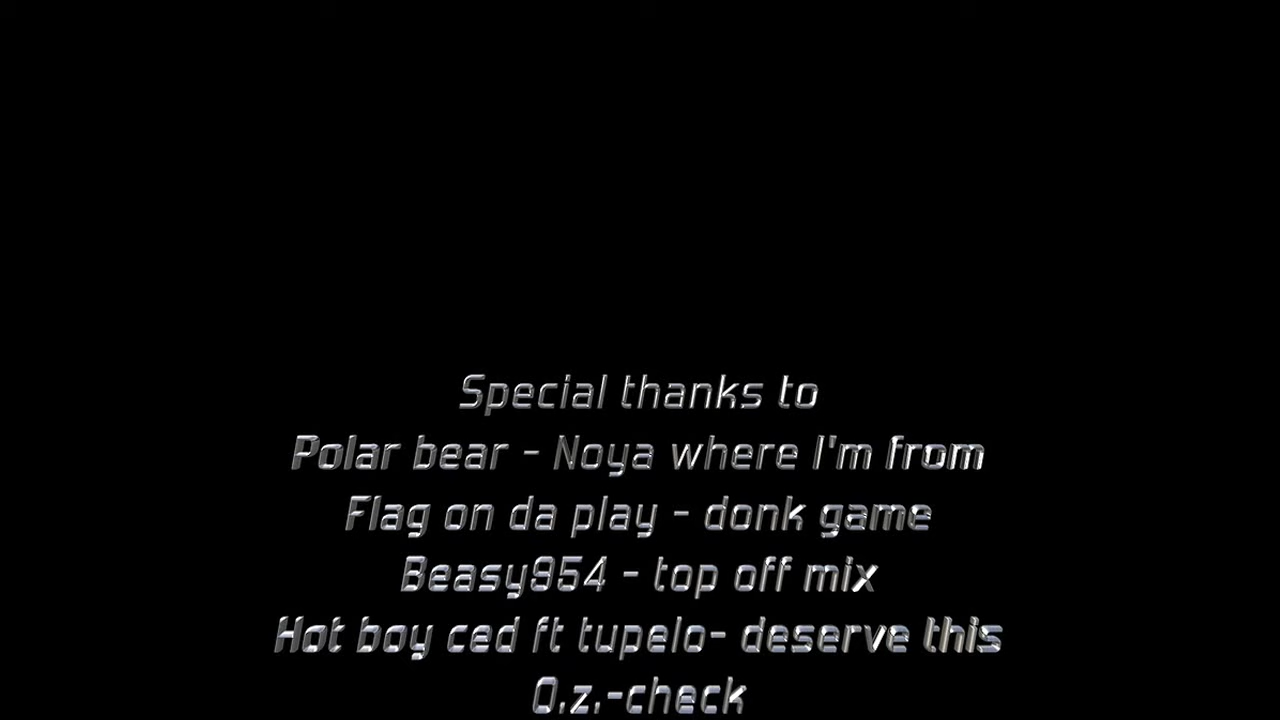 Special thanks to
Polar bear - Noya where I'm from
Flag on da play - donk game
Beasy954 - top off mix
Hot boy ced ft tupelo- deserve this
O.z.-check